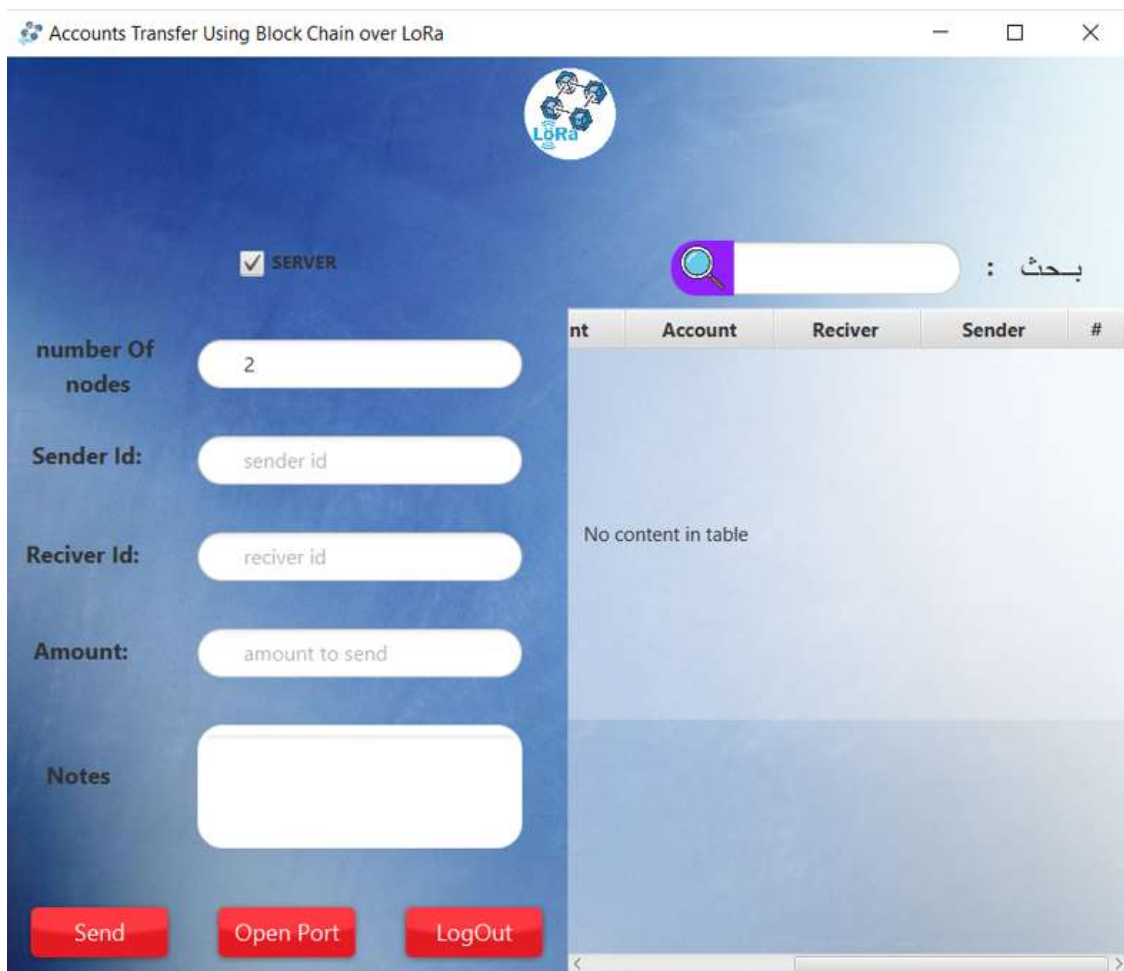 Accounts Transfer Using Block Chain over LoRa
LoRa
SERVER
بحث :
number Of
nodes
2
Sender Id:
sender id
Reciver Id:
reciver id
Amount:
amount to send
Notes
Send
Open Port
LogOut
nt Account Reciver Sender #
No content in table